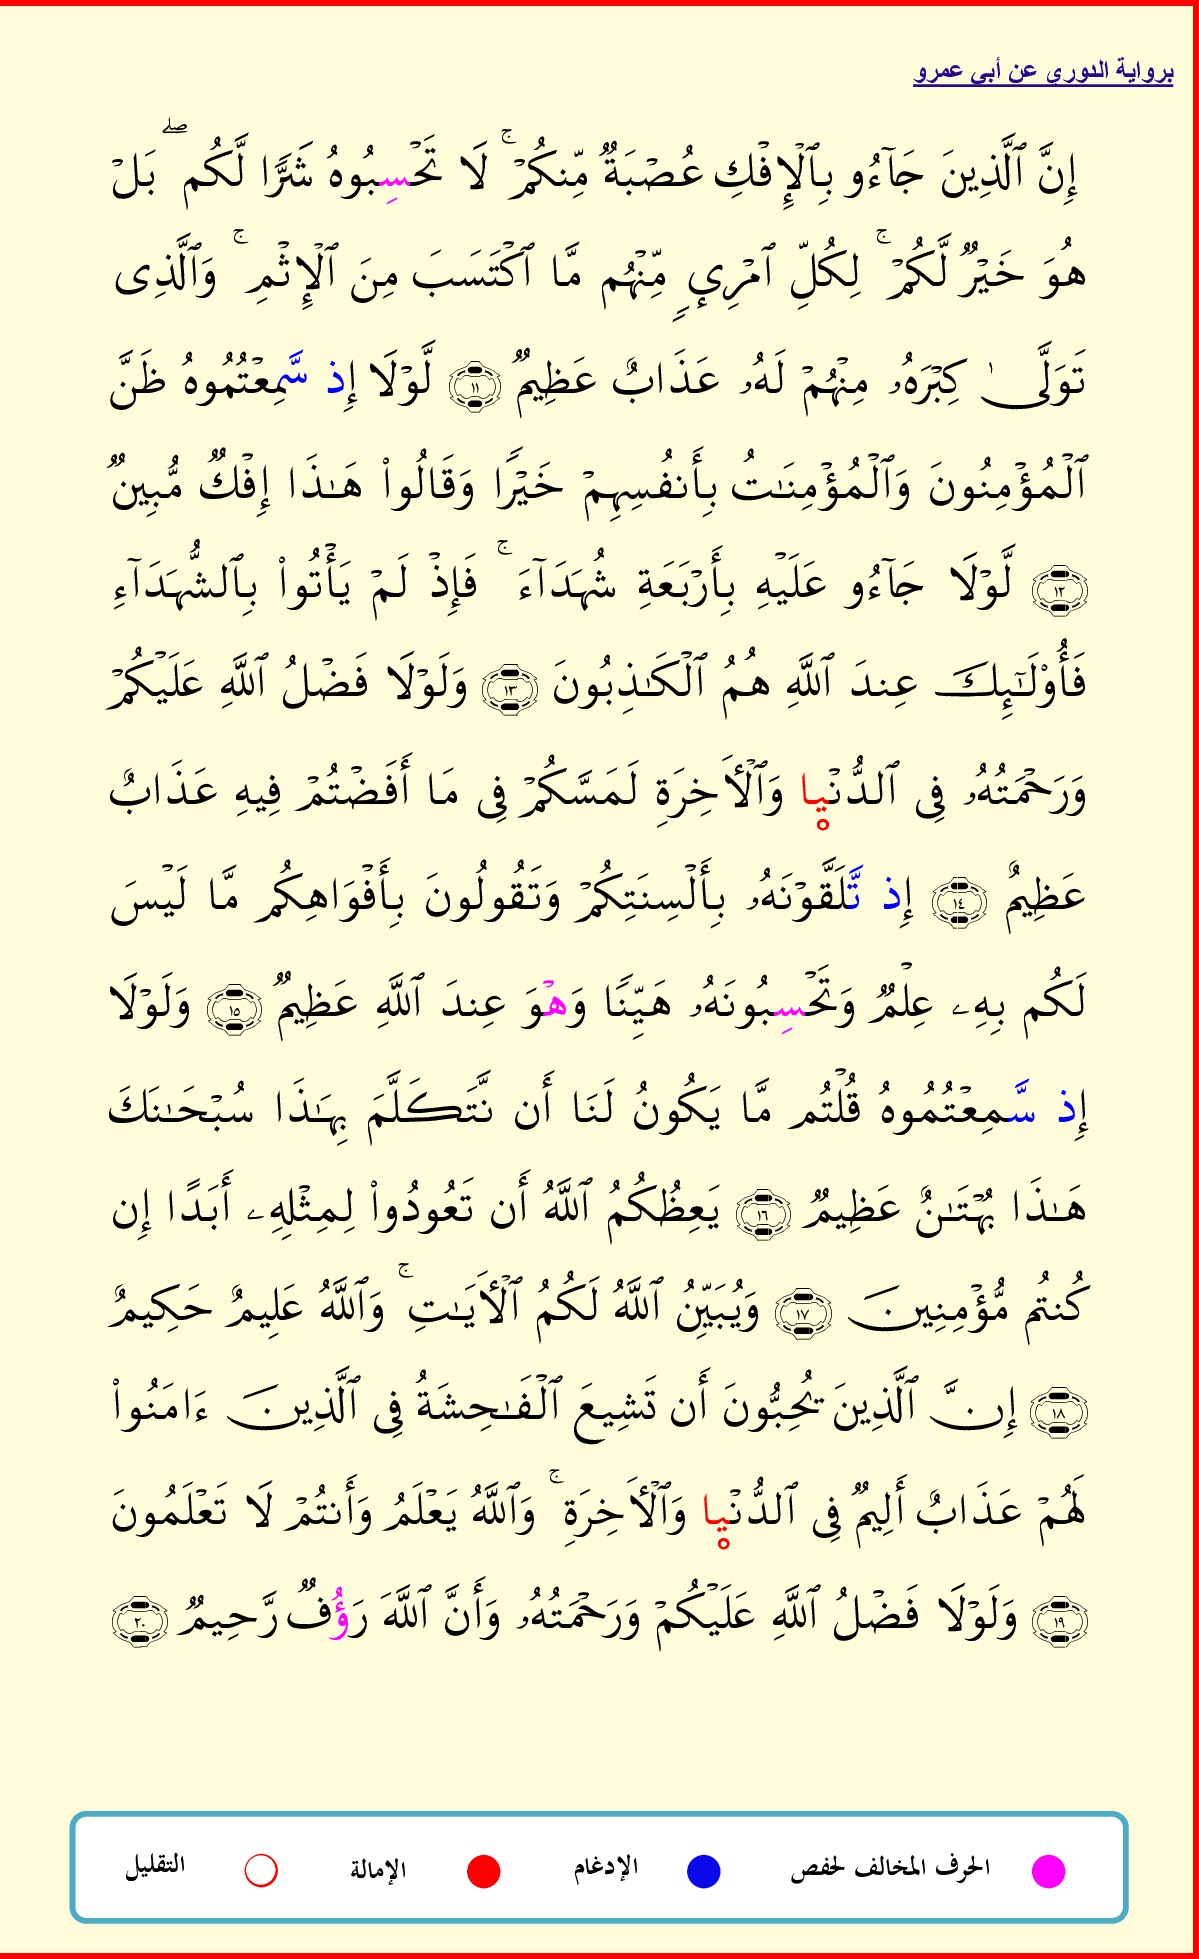 برواية الدوري عن أبي عمرو
إِنَّ ٱلَّذِينَ جَآءُو بِٱلۡإِفۡكِ عُصۡبَةٞ مِّنكُمۡۚ لَا تَحۡسِبُوهُ شَرّٗا لَّكُمۖ بَلۡ
هُوَ خَيۡرٞ لَّكُمۡۚ لِكُلِّ ٱمۡرِيٕٖ مِّنۡهُم مَّا ٱكۡتَسَبَ مِنَ ٱلۡإِثۡمِۚ وَٱلَّذِى
تَوَلَّىٰ كِبۡرَهُۥ مِنۡهُمۡ لَهُۥ عَذَابٌ عَظِيمٞ ١١ لَّوۡلَا إِذ سَّمِعۡتُمُوهُ ظَنَّ
ٱلۡمُؤۡمِنُونَ وَٱلۡمُؤۡمِنَٰتُ بِأَنفُسِهِمۡ خَيۡرٗا وَقَالُواْ هَٰذَا إِفۡكٞ مُّبِينٞ
١٢ لَّوۡلَا جَآءُو عَلَيۡهِ بِأَرۡبَعَةِ شُهَدَآءَۚ فَإِذۡ لَمۡ يَأۡتُواْ بِٱلشُّهَدَآءِ
فَأُوْلَٰٓئِكَ عِندَ ٱللَّهِ هُمُ ٱلۡكَٰذِبُونَ ١٣ وَلَوۡلَا فَضۡلُ ٱللَّهِ عَلَيۡكُمۡ
وَرَحۡمَتُهُۥ فِى ٱلدُّنۡيا وَٱلۡأٓخِرَةِ لَمَسَّكُمۡ فِى مَا أَفَضۡتُمۡ فِيهِ عَذَابٌ
عَظِيمٌ ١٤ إِذ تَّلَقَّوۡنَهُۥ بِأَلۡسِنَتِكُمۡ وَتَقُولُونَ بِأَفۡوَاهِكُم مَّا لَيۡسَ
لَكُم بِهِۦ عِلۡمٞ وَتَحۡسِبُونَهُۥ هَيِّنٗا وَهۡوَ عِندَ ٱللَّهِ عَظِيمٞ ١٥ وَلَوۡلَا
إِذ سَّمِعۡتُمُوهُ قُلۡتُم مَّا يَكُونُ لَنَا أَن نَّتَكَلَّمَ بِهَٰذَا سُبۡحَٰنَكَ
هَٰذَا بُهۡتَٰنٌ عَظِيمٞ ١٦ يَعِظُكُمُ ٱللَّهُ أَن تَعُودُواْ لِمِثۡلِهِۦ أَبَدًا إِن
كُنتُم مُّؤۡمِنِينَ ١٧ وَيُبَيِّنُ ٱللَّهُ لَكُمُ ٱلۡأَيَٰتِۚ وَٱللَّهُ عَلِيمٌ حَكِيمٌ
١٨ إِنَّ ٱلَّذِينَ يُحِبُّونَ أَن تَشِيعَ ٱلۡفَٰحِشَةُ فِى ٱلَّذِينَ ءَامَنُواْ
لَهُمۡ عَذَابٌ أَلِيمٞ فِى ٱلدُّنۡيا وَٱلۡأَخِرَةِۚ وَٱللَّهُ يَعۡلَمُ وَأَنتُمۡ لَا تَعۡلَمُونَ
١٩ وَلَوۡلَا فَضۡلُ ٱللَّهِ عَلَيۡكُمۡ وَرَحۡمَتُهُۥ وَأَنَّ ٱللَّهَ رَؤُفٞ رَّحِيمٞ ٢٠
الحرف المخالف لحفص الإدغام الإمالة التقليل